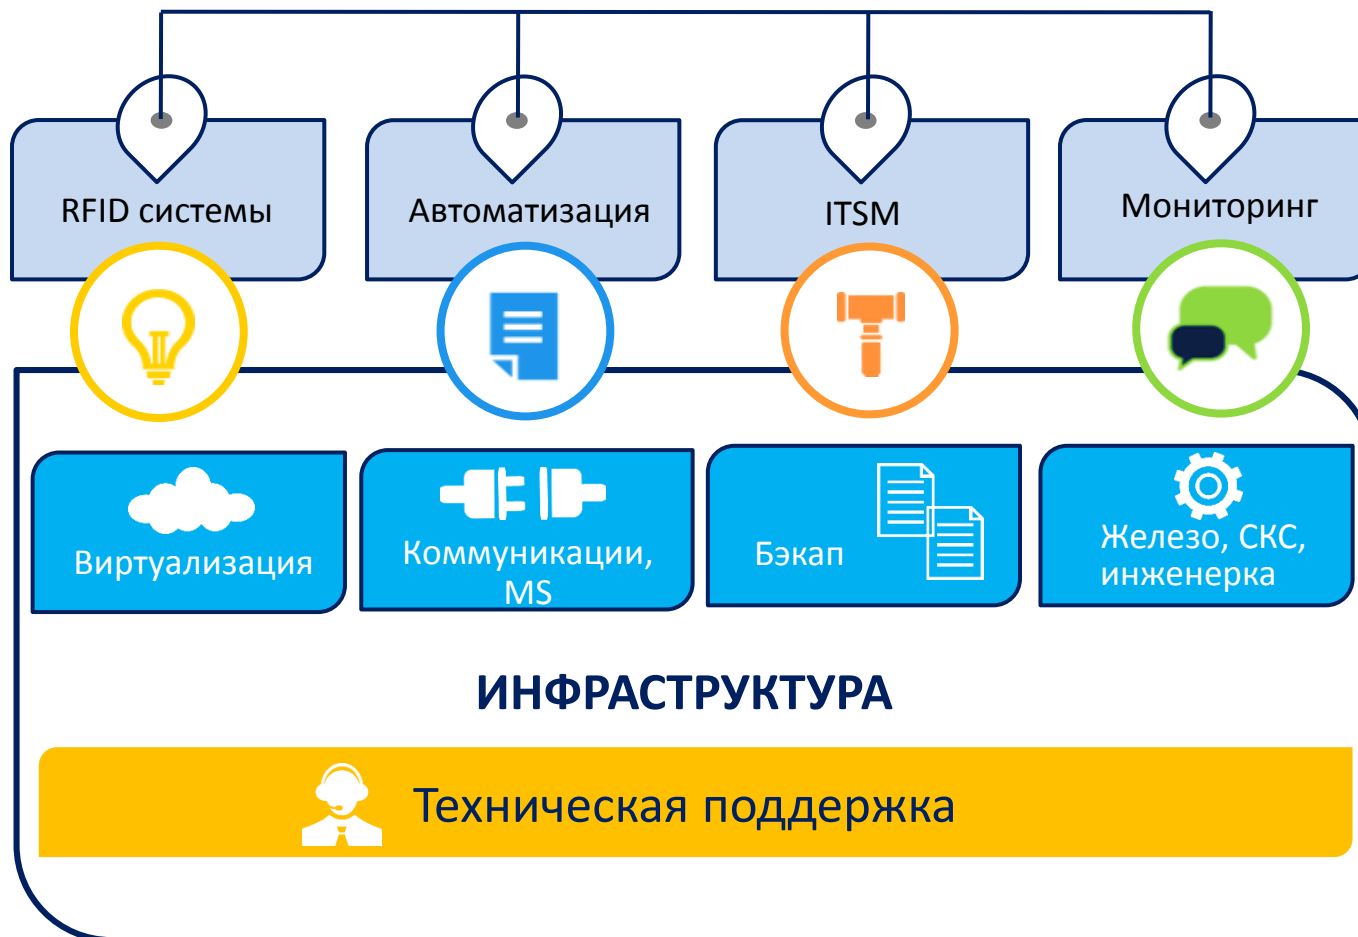 RFID системы
Автоматизация
ITSM
Мониторинг
Виртуализация
Коммуникации,
MS
Бэкап
Железо, СКС,
инженерка
ИНФРАСТРУКТУРА
Техническая поддержка